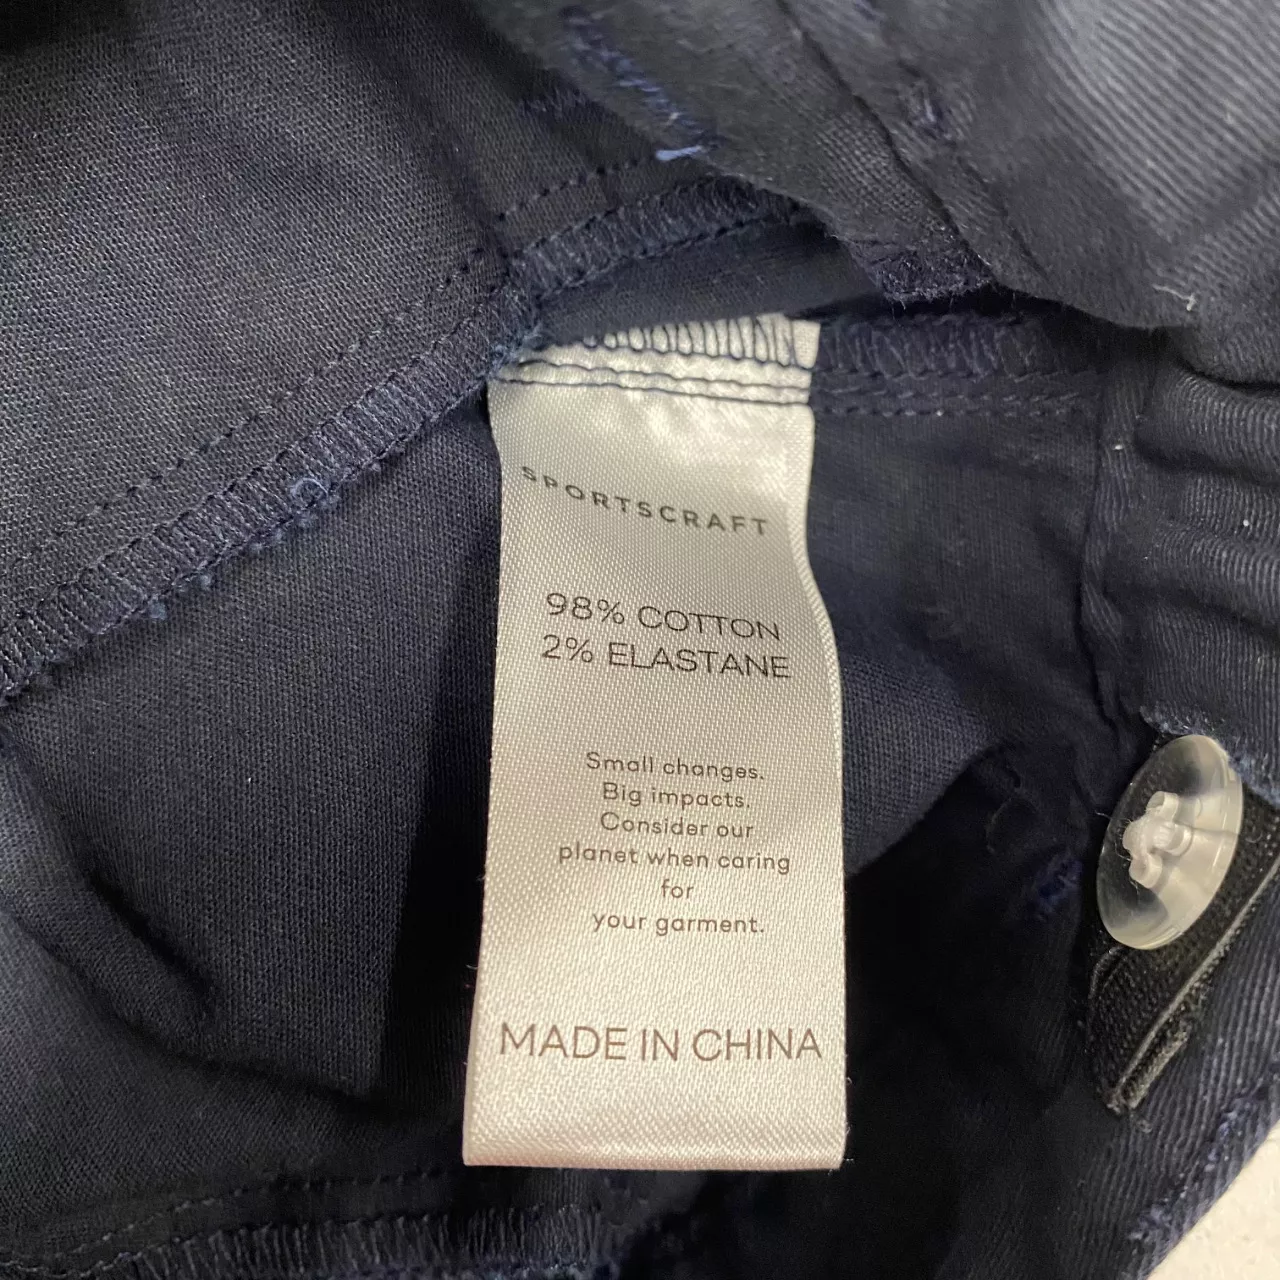 SPORTSCRAFT
98% COTTON
2% ELASTANE
Small changes.
Big impacts.
Consider our
planet when caring
for
your garment.
MADE IN CHINA